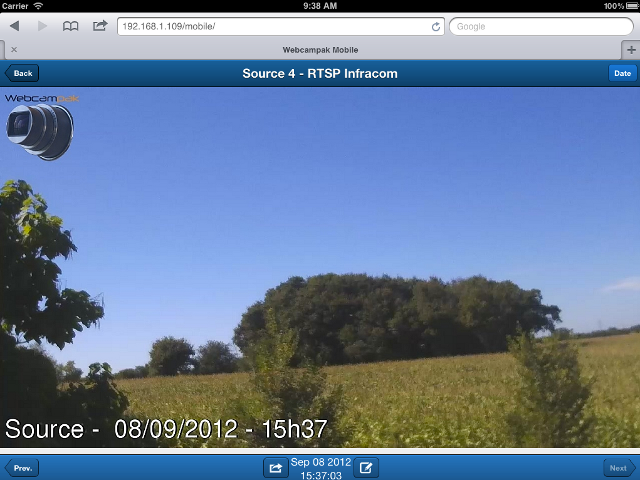 Carrier 9:38 AM 100%
192.168.1.109/mobile/ Google
Webcampak Mobile
Back Source 4 - RTSP Infracom Date
Webcampak
Source - 08/09/2012 - 15h37
Prev. Sep 08 2012 Next
15:37:03